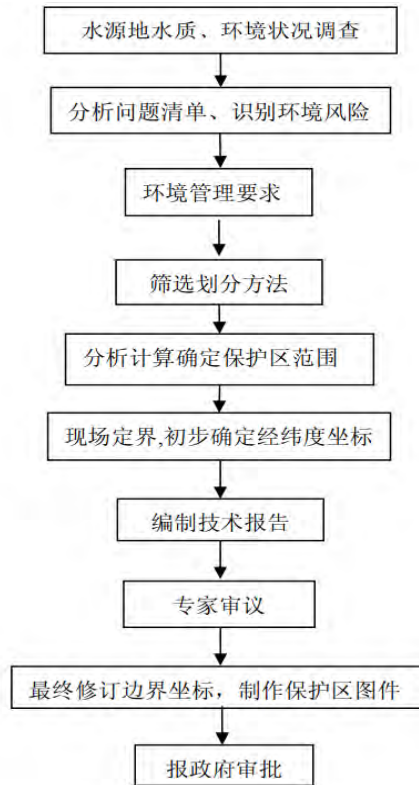 水源地水质、环境状况调查
分析问题清单、识别环境风险
环境管理要求
筛选划分方法
分析计算确定保护区范围
现场定界,初步确定经纬度坐标
编制技术报告
专家审议
最终修订边界坐标，制作保护区图件
报政府审批